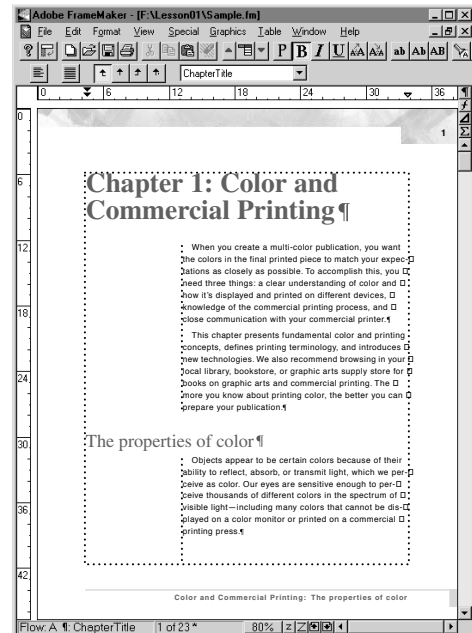 Adobe FrameMaker - [F:\Lesson01\Sample.fm]
File Edit Format View Special Graphics Table Window Help
P B I U AA AA ab Ab AB
ChapterTitle
0 6 12 18 24 30 36
0
1
6
Chapter 1: Color and
Commercial Printing¶
12
When you create a multi-color publication, you want
the colors in the final printed piece to match your expec-
tations as closely as possible. To accomplish this, you
need three things: a clear understanding of color and
how it's displayed and printed on different devices,
knowledge of the commercial printing process, and
close communication with your commercial printer.¶
18
This chapter presents fundamental color and printing
concepts, defines printing terminology, and introduces
new technologies. We also recommend browsing in your
local library, bookstore, or graphic arts supply store for
books on graphic arts and commercial printing. The
more you know about printing color, the better you can
prepare your publication.¶
24
30
The properties of color¶
Objects appear to be certain colors because of their
ability to reflect, absorb, or transmit light, which we per-
ceive as color. Our eyes are sensitive enough to per-
ceive thousands of different colors in the spectrum of
visible light—including many colors that cannot be dis-
played on a color monitor or printed on a commercial
printing press.¶
36
42
Color and Commercial Printing: The properties of color
Flow: A ¶: ChapterTitle 1 of 23 * 80% z Z